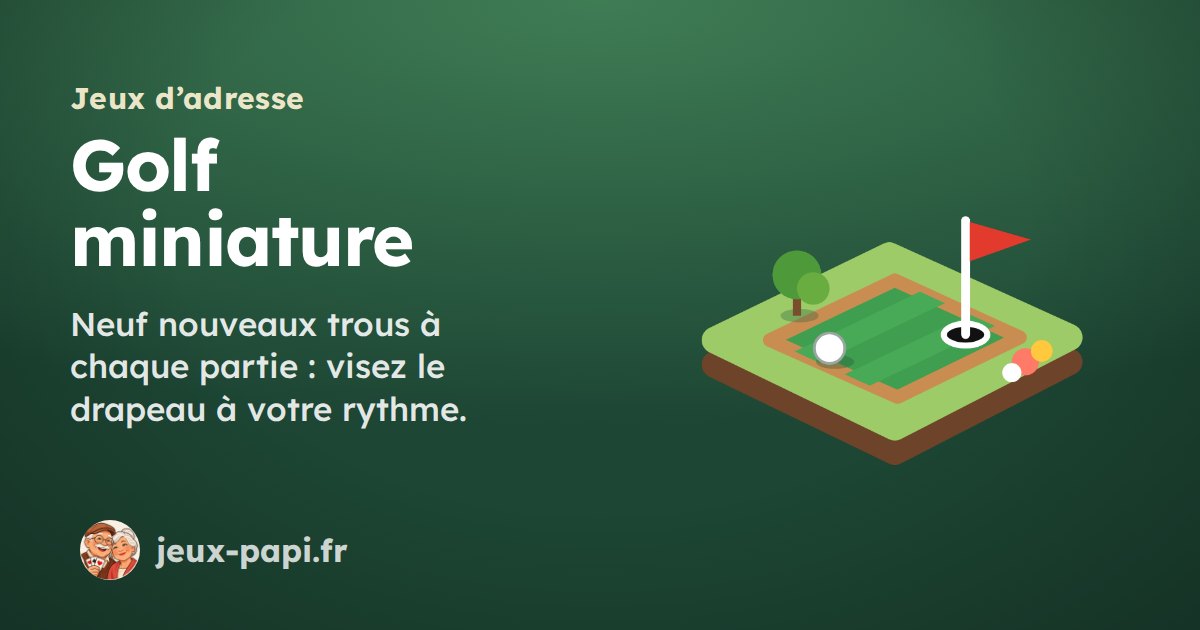 Jeux d’adresse
Golf
miniature
Neuf nouveaux trous à
chaque partie : visez le
drapeau à votre rythme.
jeux-papi.fr